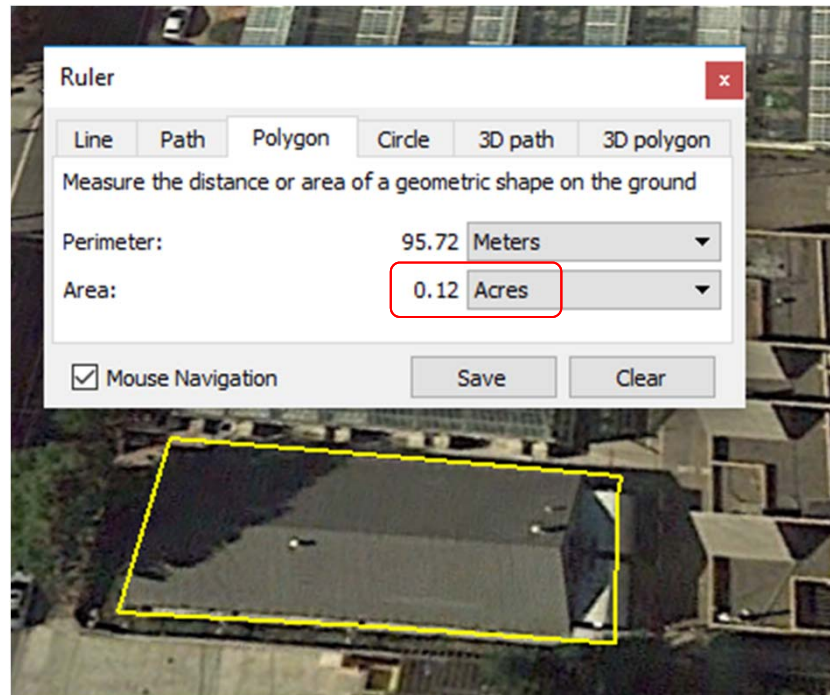 Ruler x
Line Path Polygon Circle 3D path 3D polygon
Measure the distance or area of a geometric shape on the ground
Perimeter: 95.72 Meters
Area: 0.12 Acres
Mouse Navigation Save Clear